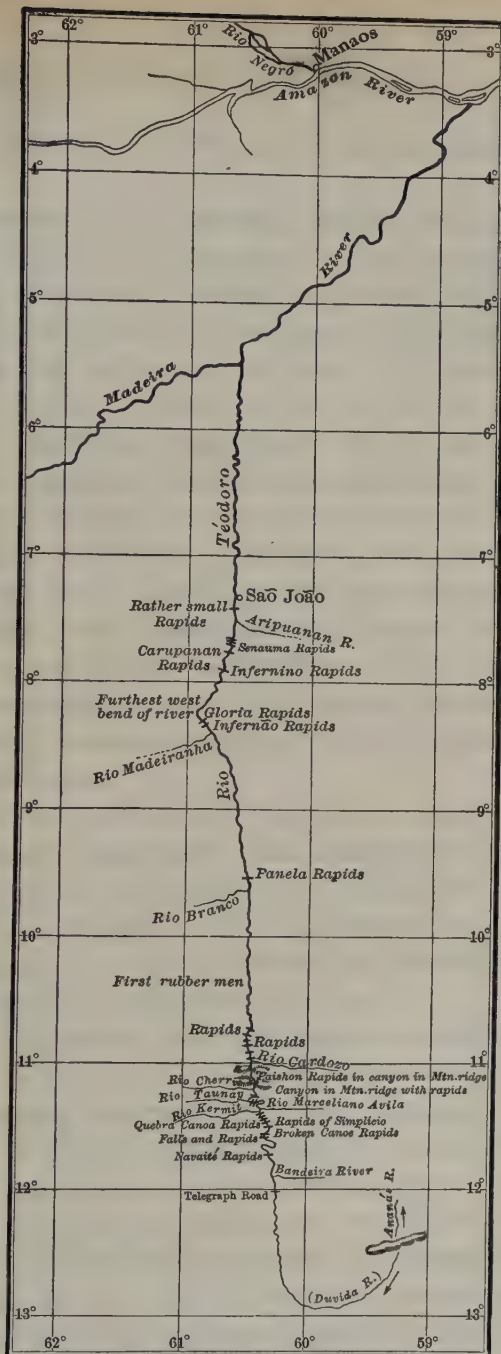 62°
61°
60°
59°
3°
3°
Rio
Negro
Manaos
Amazon River
4°
4°
River
5°
5°
Madeira
6°
6°
Téodoro
7°
7°
Saõ João
Rather small
Rapids
Aripuanan R.
Senauma Rapids
Carupanan
Rapids
Infernino Rapids
8°
8°
Furthest west
bend of river
Gloria Rapids
Infernão Rapids
Rio Madeiranha
Rio
9°
9°
Panela Rapids
Rio Branco
10°
10°
First rubber men
Rapids
Rapids
11°
11°
Rio Cardozo
Rio Cherrie
Paishon Rapids in canyon in Mtn. ridge
Canyon in Mtn. ridge with rapids
Rio Taunay
Rio Marceliano Avila
Rio Kermit
Quebra Canoa Rapids
Rapids of Simplicio
Falls and Rapids
Broken Canoe Rapids
Navaité Rapids
Bandeira River
12°
12°
Telegraph Road
Ananáz R.
(Duvida R.)
13°
13°
62°
61°
60°
59°